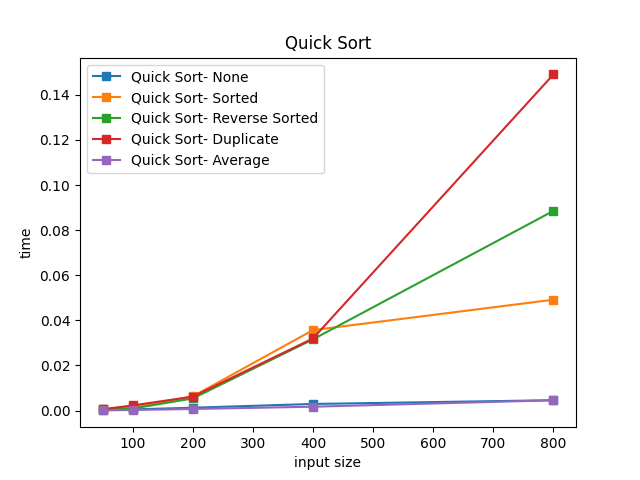 Quick Sort
Quick Sort- None
Quick Sort- Sorted
Quick Sort- Reverse Sorted
Quick Sort- Duplicate
Quick Sort- Average
time
0.14
0.12
0.10
0.08
0.06
0.04
0.02
0.00
100 200 300 400 500 600 700 800
input size